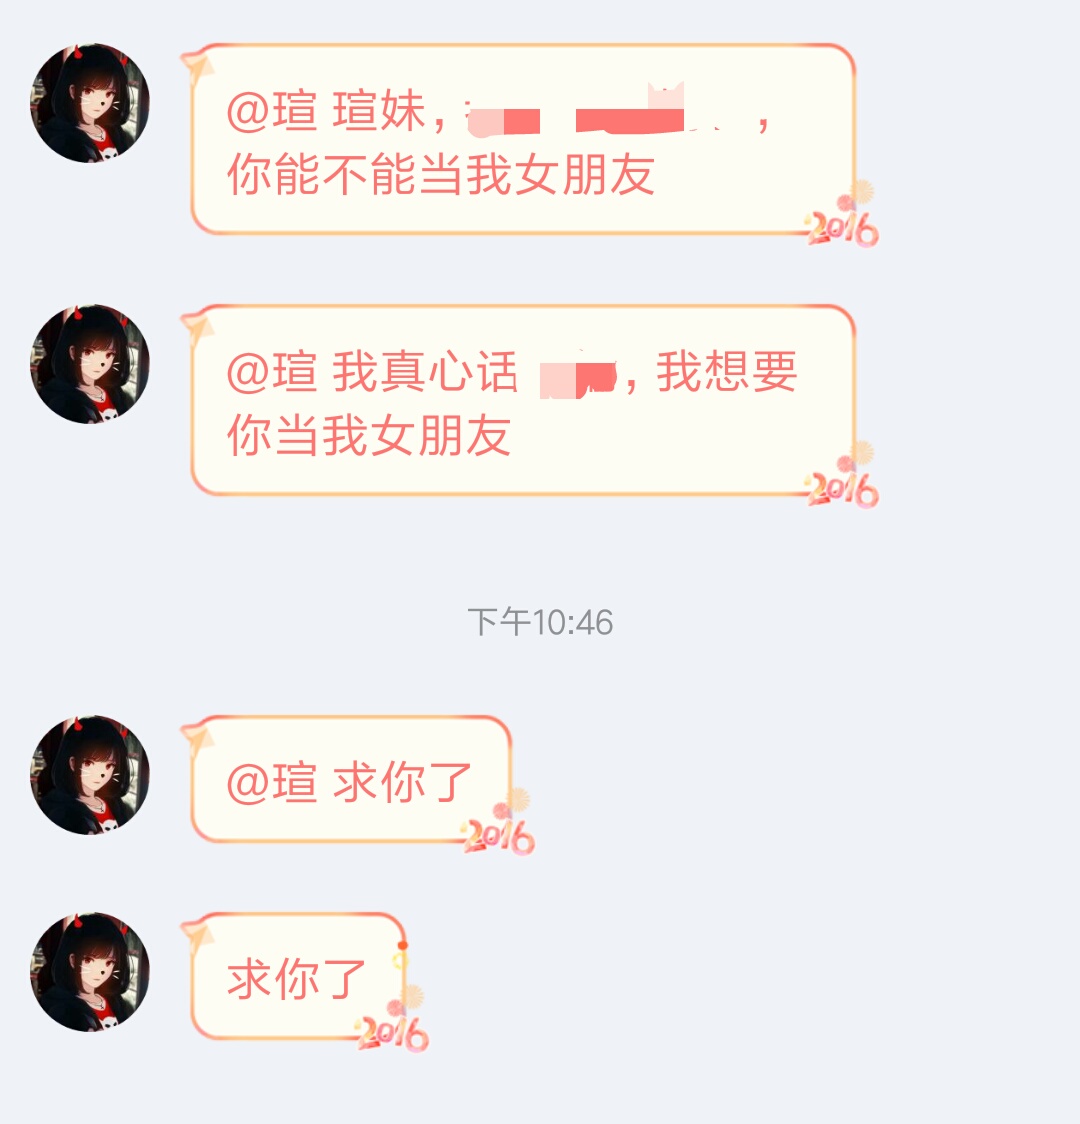 @瑄 瑄妹, ,
你能不能当我女朋友
2016
@瑄 我真心话 , 我想要
你当我女朋友
2016
下午10:46
@瑄 求你了
2016
求你了
2016